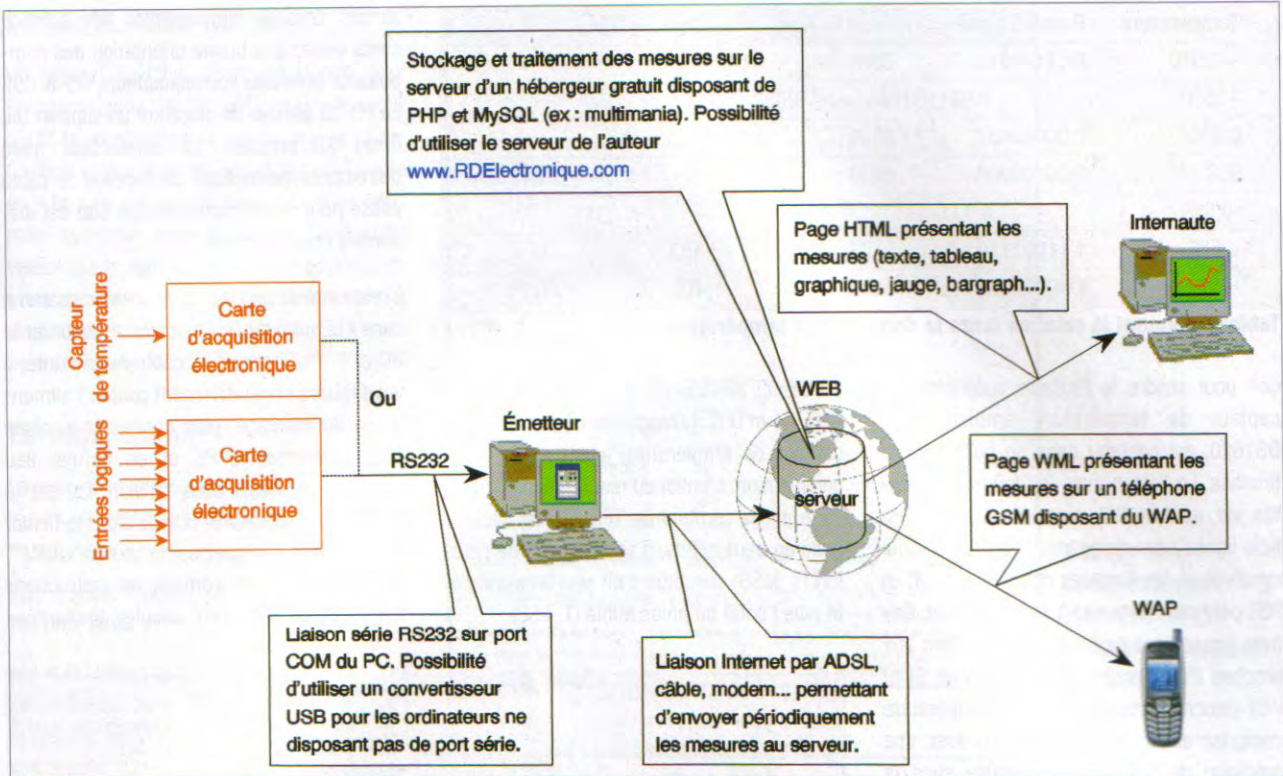 Stockage et traitement des mesures sur le
serveur d'un hébergeur gratuit disposant de
PHP et MySQL (ex : multimania). Possibilité
d'utiliser le serveur de l'auteur
www.RDElectronique.com
Page HTML présentant les
mesures (texte, tableau,
graphique, jauge, bargraph...).
Internaute
Capteur
de température
Carte
d'acquisition
électronique
Ou
Entrées logiques
Carte
d'acquisition
électronique
RS232
Émetteur
WEB
serveur
Page WML présentant les
mesures sur un téléphone
GSM disposant du WAP.
WAP
Liaison série RS232 sur port
COM du PC. Possibilité
d'utiliser un convertisseur
USB pour les ordinateurs ne
disposant pas de port série.
Liaison Internet par ADSL,
câble, modem... permettant
d'envoyer périodiquement
les mesures au serveur.